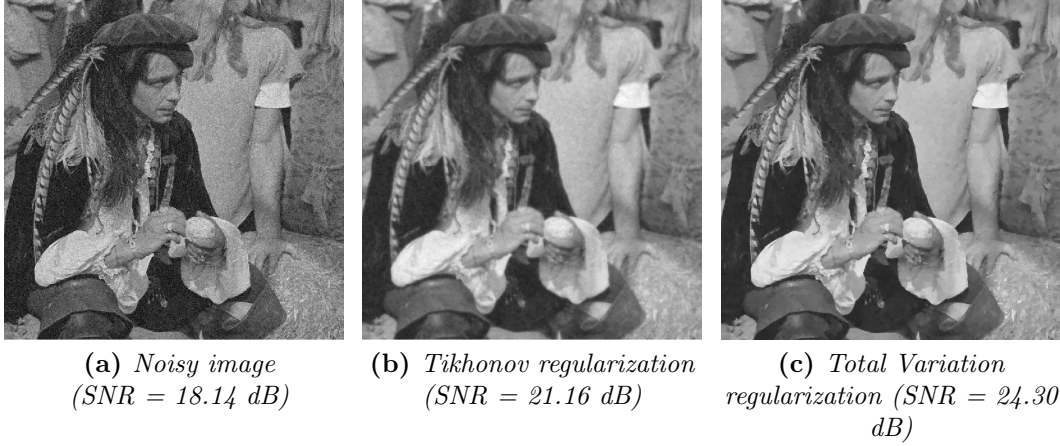 (a) Noisy image
(SNR = 18.14 dB)
(b) Tikhonov regularization
(SNR = 21.16 dB)
(c) Total Variation
regularization (SNR = 24.30
dB)